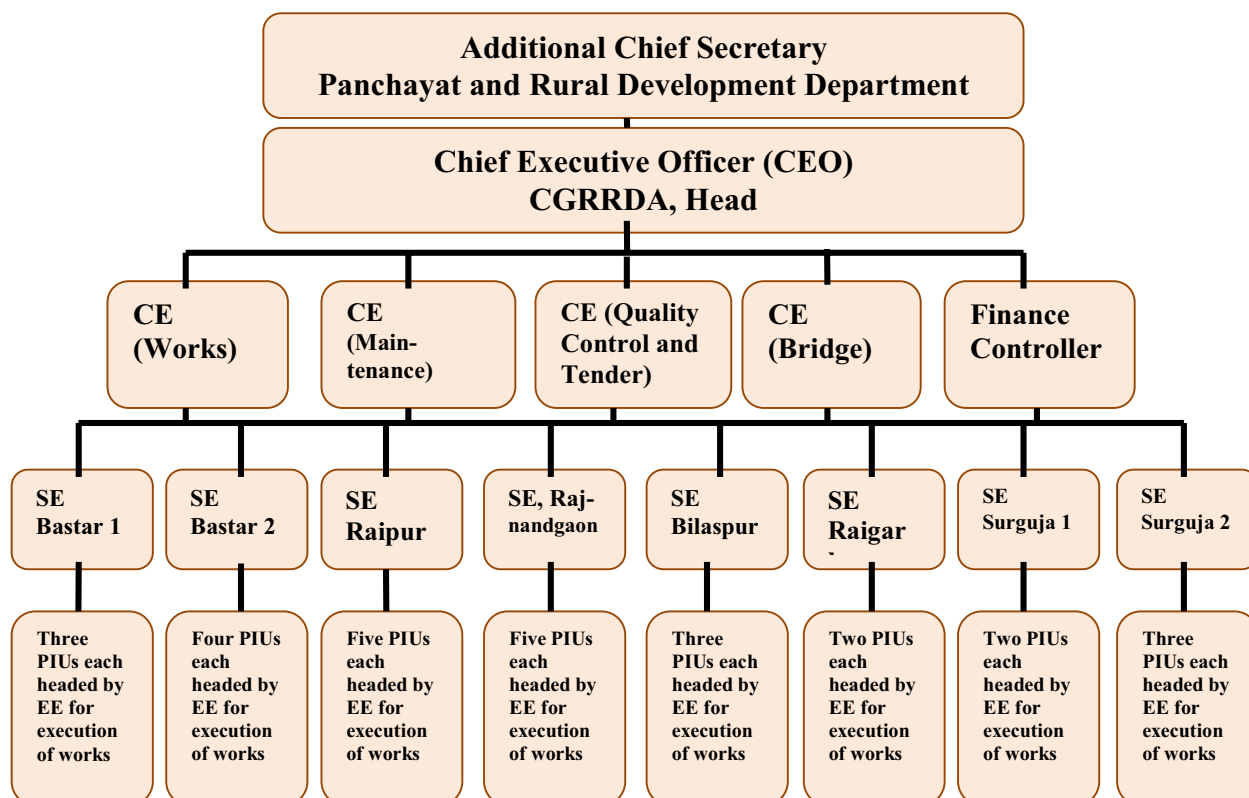 Additional Chief Secretary
Panchayat and Rural Development Department
Chief Executive Officer (CEO)
CGRRDA, Head
CE
(Works)
CE
(Main-
tenance)
CE (Quality
Control and
Tender)
CE
(Bridge)
Finance
Controller
SE
Bastar 1
SE
Bastar 2
SE
Raipur
SE, Raj-
nandgaon
SE
Bilaspur
SE
Raigar
SE
Surguja 1
SE
Surguja 2
Three
PIUs each
headed by
EE for
execution
of works
Four PIUs
each
headed by
EE for
execution
of works
Five PIUs
each
headed by
EE for
execution
of works
Five PIUs
each
headed by
EE for
execution
of works
Three
PIUs each
headed by
EE for
execution
of works
Two PIUs
each
headed by
EE for
execution
of works
Two PIUs
each
headed by
EE for
execution
of works
Three
PIUs each
headed by
EE for
execution
of works